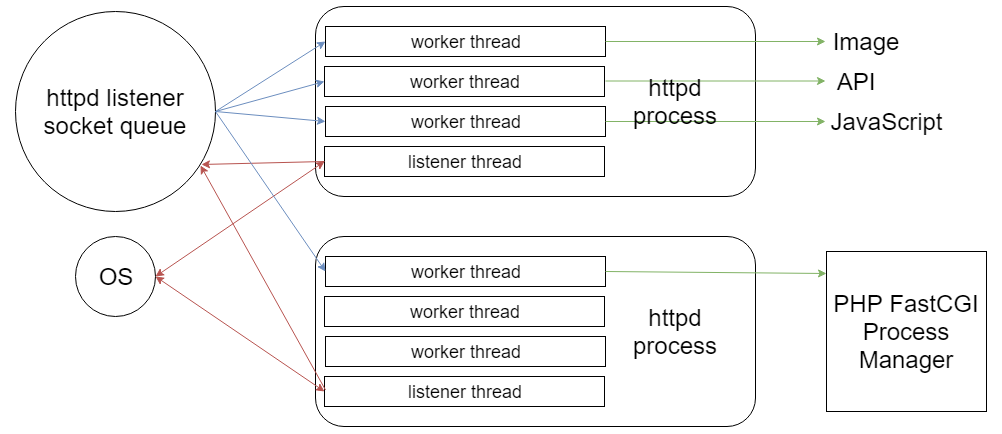 httpd listener
socket queue
worker thread
worker thread
worker thread
listener thread
httpd
process
Image
API
JavaScript
OS
worker thread
worker thread
worker thread
listener thread
httpd
process
PHP FastCGI
Process
Manager